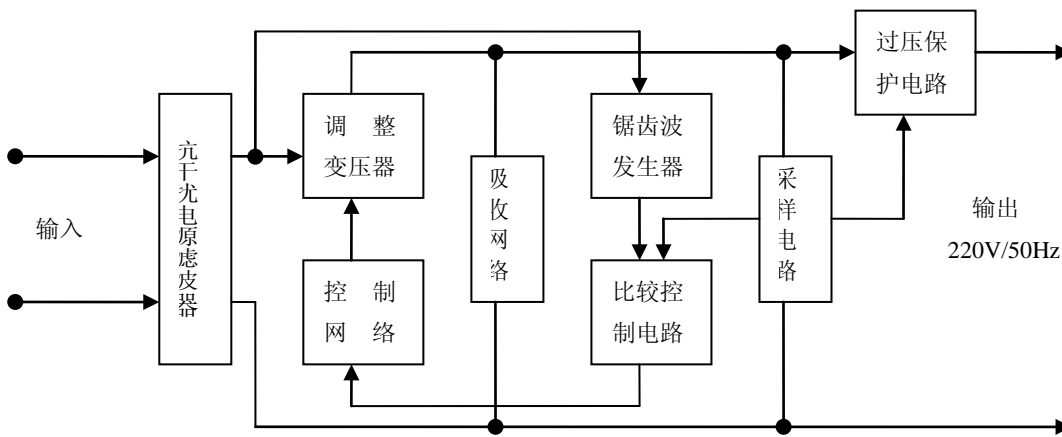 输入
亢干尤电原虑皮器
调 整
变压器
控 制
网 络
吸收网络
锯齿波
发生器
比较控
制电路
采样电路
过压保
护电路
输出
220V/50Hz